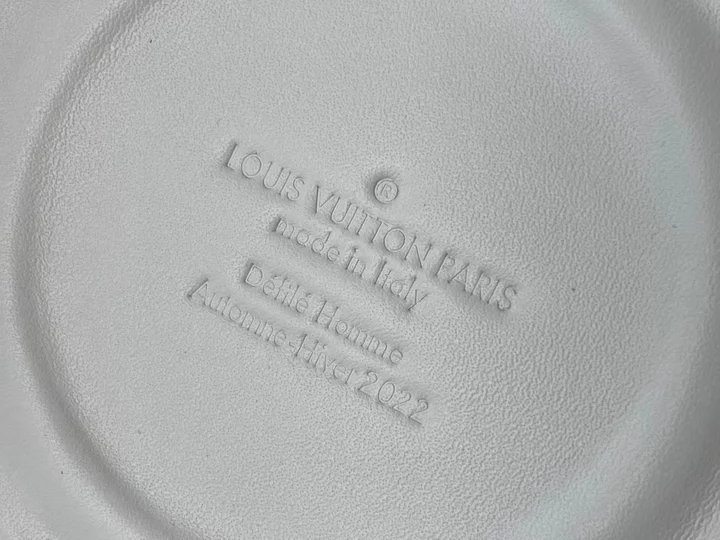 ®
LOUIS VUITTON PARIS
made in Italy
Défilé Homme
Automne-Hiver 2022